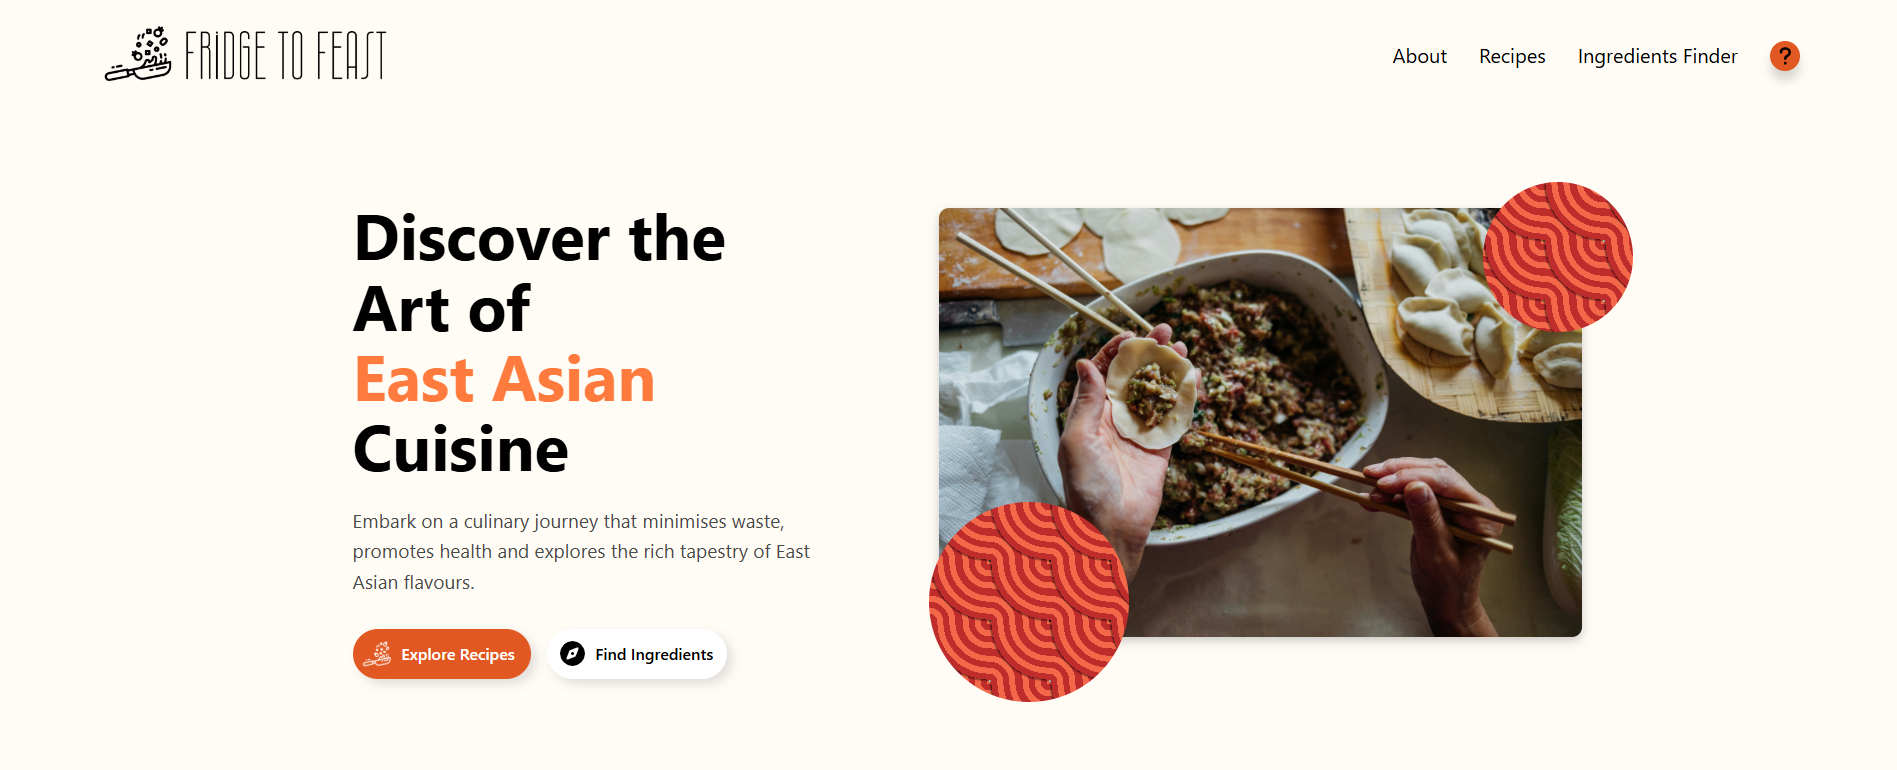 FRIDGE TO FEAST
About
Recipes
Ingredients Finder
?
Discover the
Art of
East Asian
Cuisine
Embark on a culinary journey that minimises waste,
promotes health and explores the rich tapestry of East
Asian flavours.
Explore Recipes
Find Ingredients